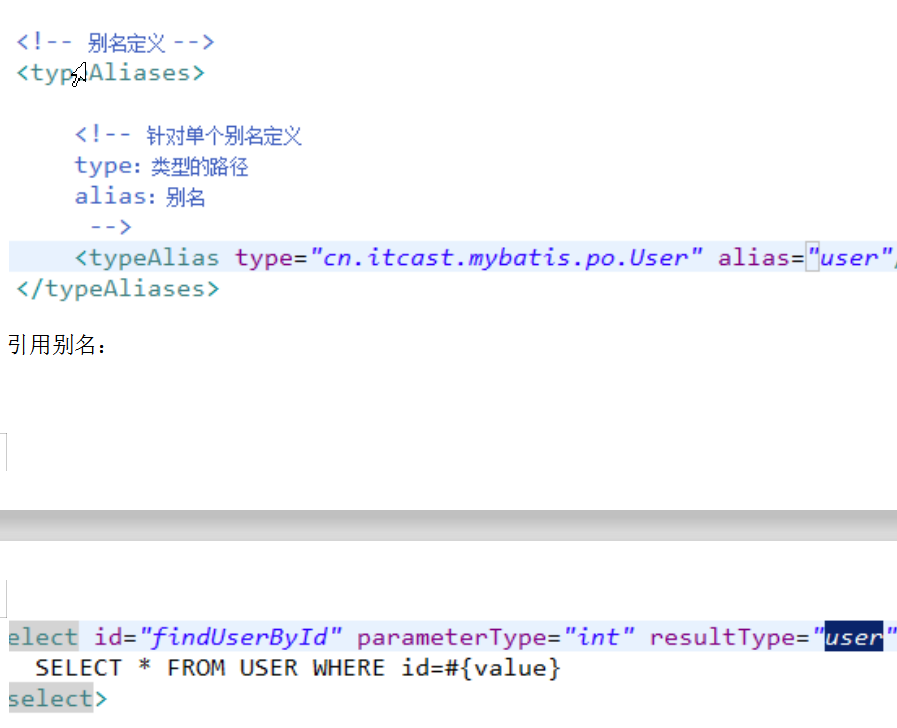 <!-- 别名定义 -->
<typeAliases>
<!-- 针对单个别名定义
type：类型的路径
alias：别名
-->
<typeAlias type="cn.itcast.mybatis.po.User" alias="user"/
</typeAliases>
引用别名：
elect id="findUserById" parameterType="int" resultType="user"
SELECT * FROM USER WHERE id=#{value}
select>